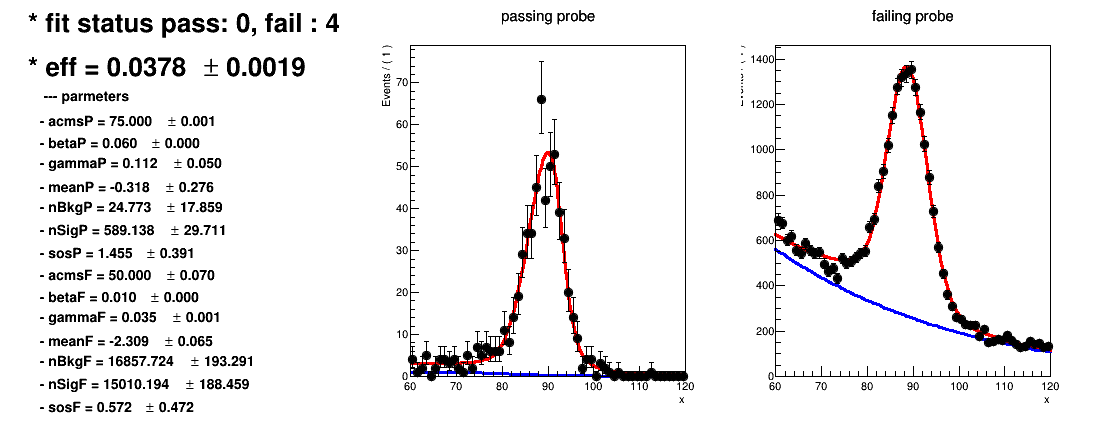 * fit status pass: 0, fail : 4
* eff = 0.0378 ± 0.0019
--- parmeters
- acmsP = 75.000 ± 0.001
- betaP = 0.060 ± 0.000
- gammaP = 0.112 ± 0.050
- meanP = -0.318 ± 0.276
- nBkgP = 24.773 ± 17.859
- nSigP = 589.138 ± 29.711
- sosP = 1.455 ± 0.391
- acmsF = 50.000 ± 0.070
- betaF = 0.010 ± 0.000
- gammaF = 0.035 ± 0.001
- meanF = -2.309 ± 0.065
- nBkgF = 16857.724 ± 193.291
- nSigF = 15010.194 ± 188.459
- sosF = 0.572 ± 0.472
passing probe
Events / ( 1 )
70
60
50
40
30
20
10
0
60 70 80 90 100 110 120
x
failing probe
1400
1200
1000
800
600
400
200
0
60 70 80 90 100 110 120
x